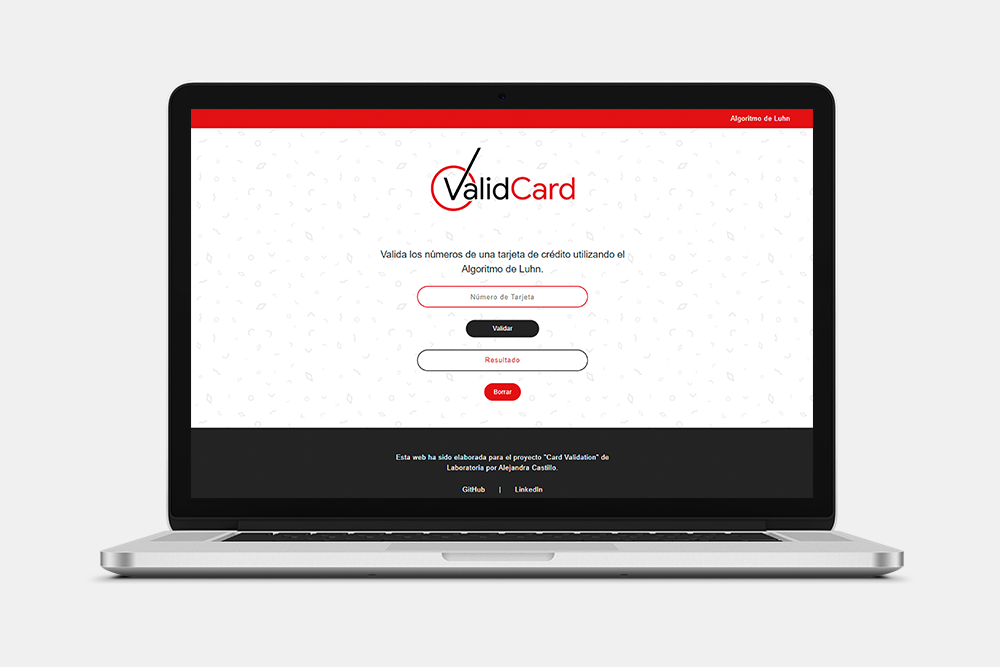 Algoritmo de Luhn
ValidCard
Valida los números de una tarjeta de crédito utilizando el
Algoritmo de Luhn.
Número de Tarjeta
Validar
Resultado
Borrar
Esta web ha sido elaborada para el proyecto "Card Validation" de
Laboratoria por Alejandra Castillo.
GitHub | LinkedIn